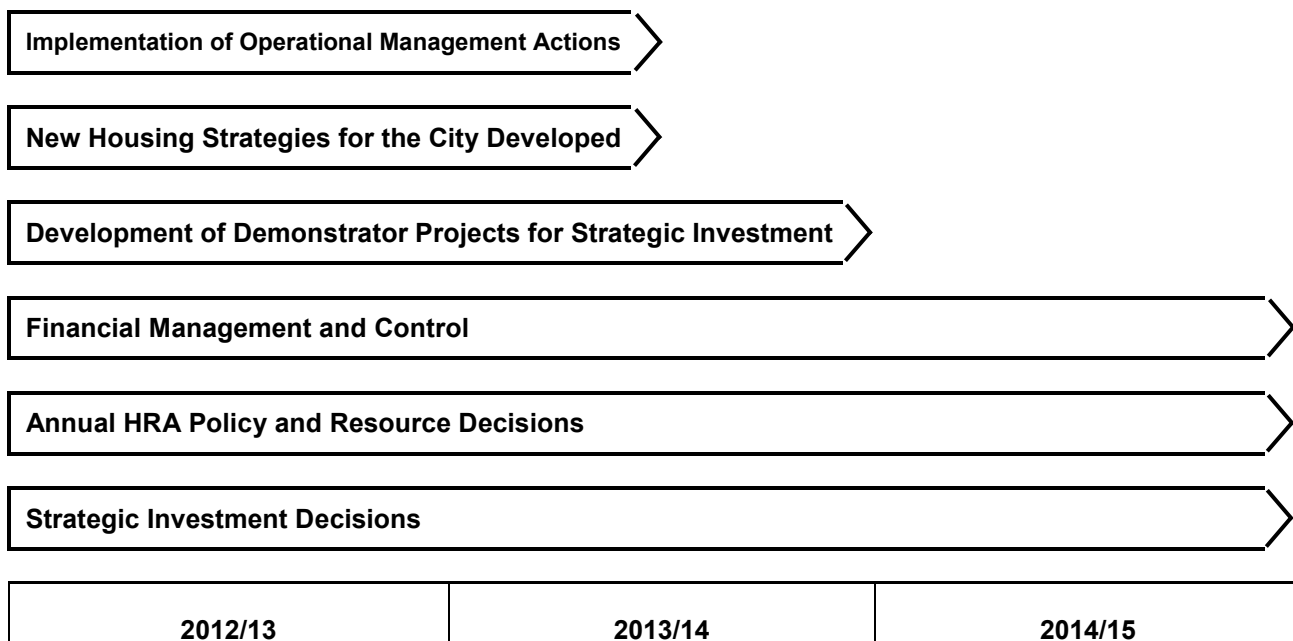 Implementation of Operational Management Actions
New Housing Strategies for the City Developed
Development of Demonstrator Projects for Strategic Investment
Financial Management and Control
Annual HRA Policy and Resource Decisions
Strategic Investment Decisions
2012/13 2013/14 2014/15